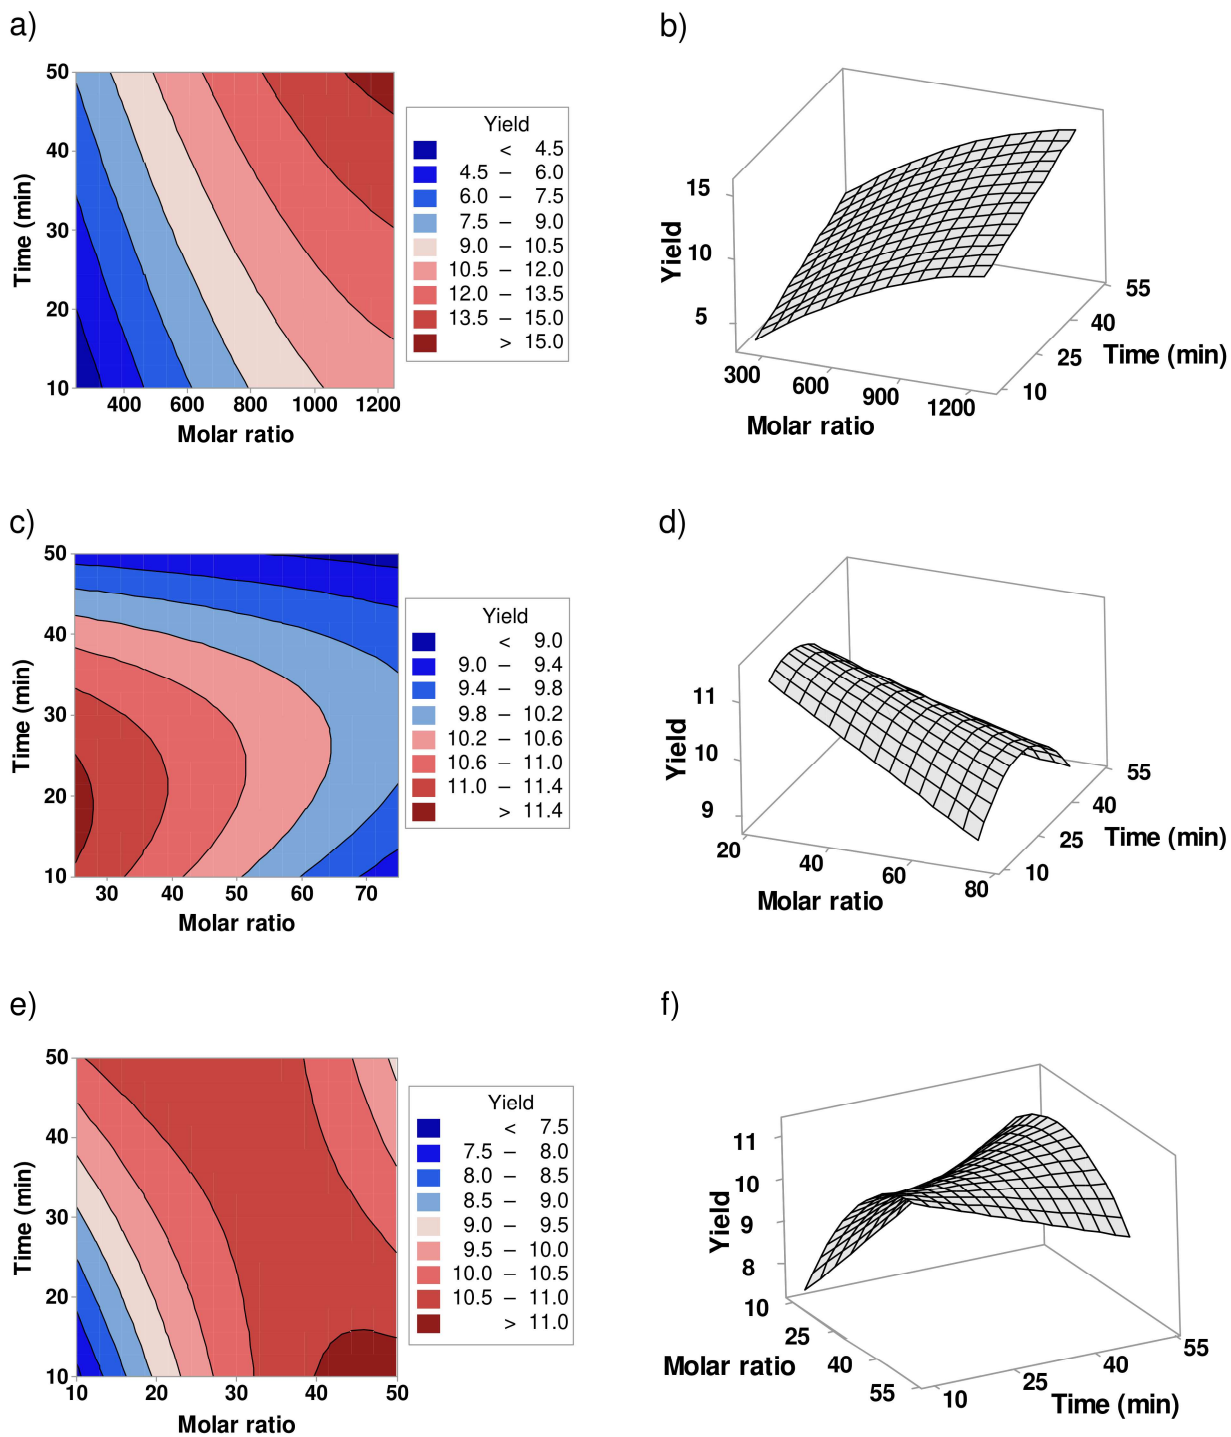 a)
50
40
30
20
10
Time (min)
400 600 800 1000 1200
Molar ratio
Yield
< 4.5
4.5 – 6.0
6.0 – 7.5
7.5 – 9.0
9.0 – 10.5
10.5 – 12.0
12.0 – 13.5
13.5 – 15.0
> 15.0
b)
15
10
5
Yield
300 600 900 1200
Molar ratio
55
40
25
10
Time (min)
c)
50
40
30
20
10
Time (min)
30 40 50 60 70
Molar ratio
Yield
< 9.0
9.0 – 9.4
9.4 – 9.8
9.8 – 10.2
10.2 – 10.6
10.6 – 11.0
11.0 – 11.4
> 11.4
d)
11
10
9
Yield
20 40 60 80
Molar ratio
55
40
25
10
Time (min)
e)
50
40
30
20
10
Time (min)
10 20 30 40 50
Molar ratio
Yield
< 7.5
7.5 – 8.0
8.0 – 8.5
8.5 – 9.0
9.0 – 9.5
9.5 – 10.0
10.0 – 10.5
10.5 – 11.0
> 11.0
f)
11
10
9
8
Yield
10
25
40
55
Molar ratio
10
25
40
55
Time (min)